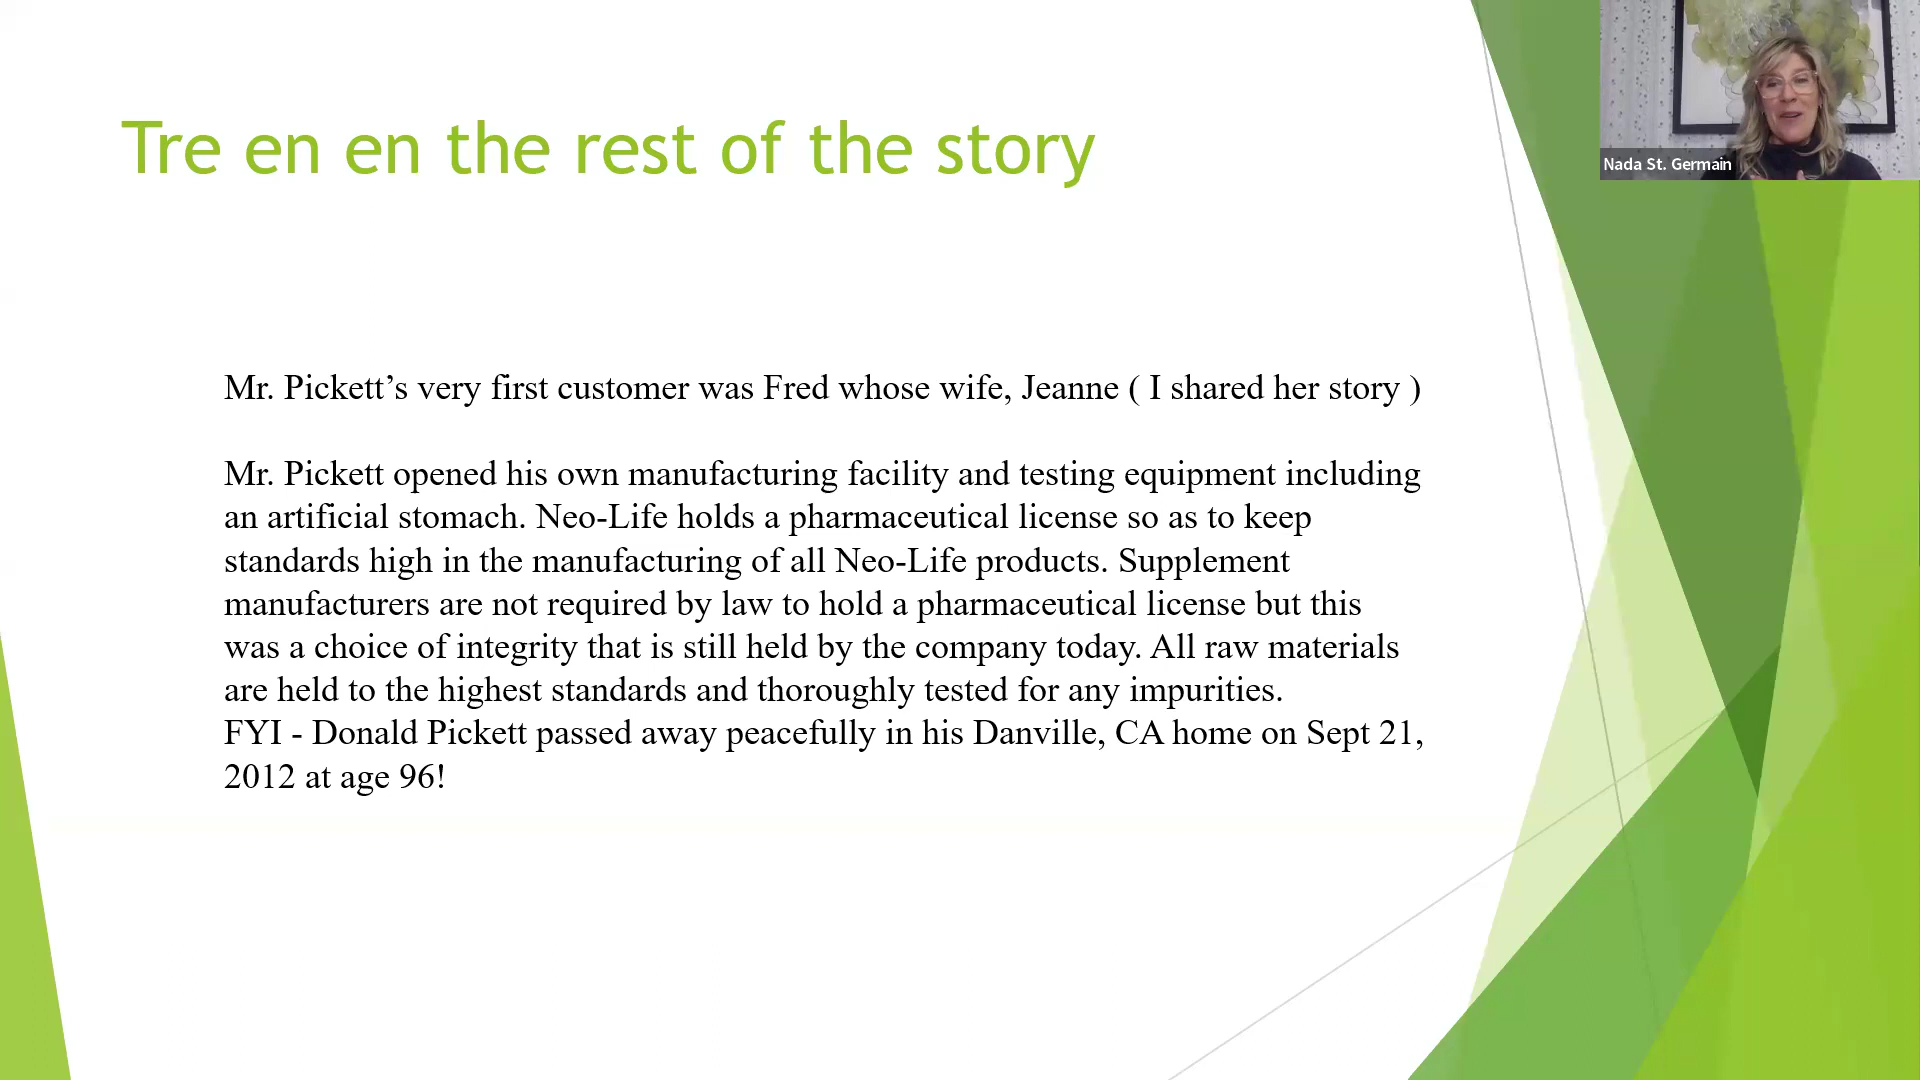 Tre en en the rest of the story
Nada St. Germain
Mr. Pickett’s very first customer was Fred whose wife, Jeanne ( I shared her story )
Mr. Pickett opened his own manufacturing facility and testing equipment including
an artificial stomach. Neo-Life holds a pharmaceutical license so as to keep
standards high in the manufacturing of all Neo-Life products. Supplement
manufacturers are not required by law to hold a pharmaceutical license but this
was a choice of integrity that is still held by the company today. All raw materials
are held to the highest standards and thoroughly tested for any impurities.
FYI - Donald Pickett passed away peacefully in his Danville, CA home on Sept 21,
2012 at age 96!